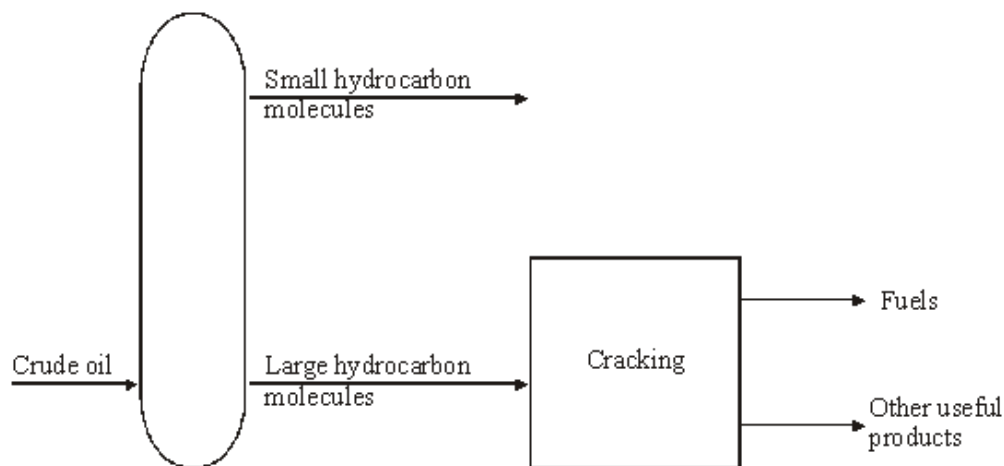 Small hydrocarbon
molecules
Crude oil
Large hydrocarbon
molecules
Cracking
Fuels
Other useful
products